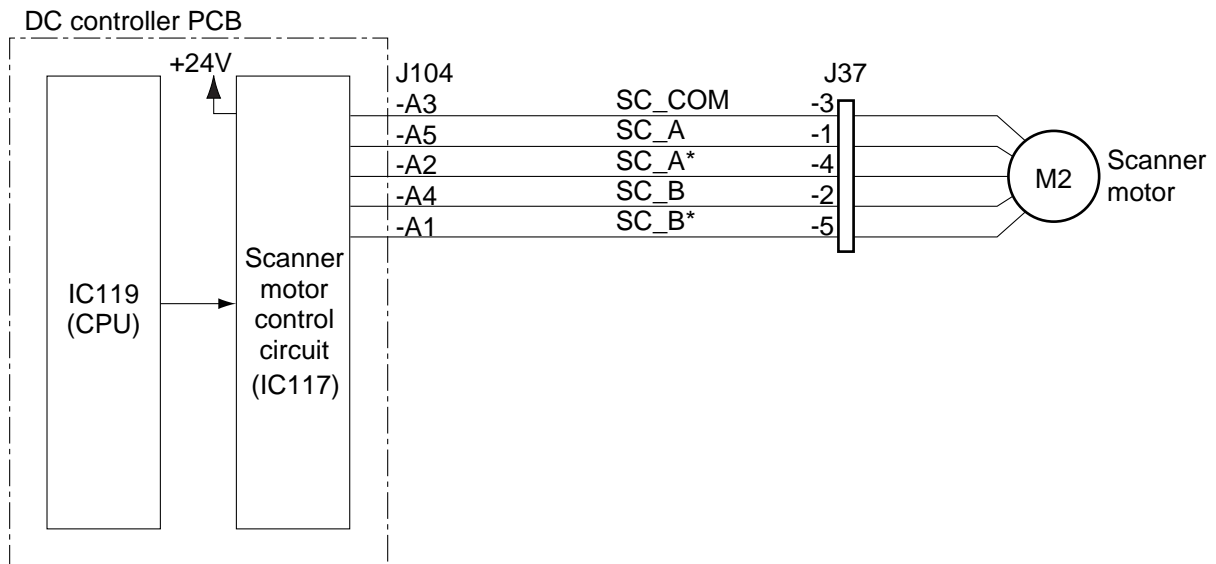 DC controller PCB
+24V
J104
J37
-A3 SC_COM -3
-A5 SC_A -1
-A2 SC_A* -4
-A4 SC_B -2
-A1 SC_B* -5
M2
Scanner
motor
IC119
(CPU)
Scanner
motor
control
circuit
(IC117)